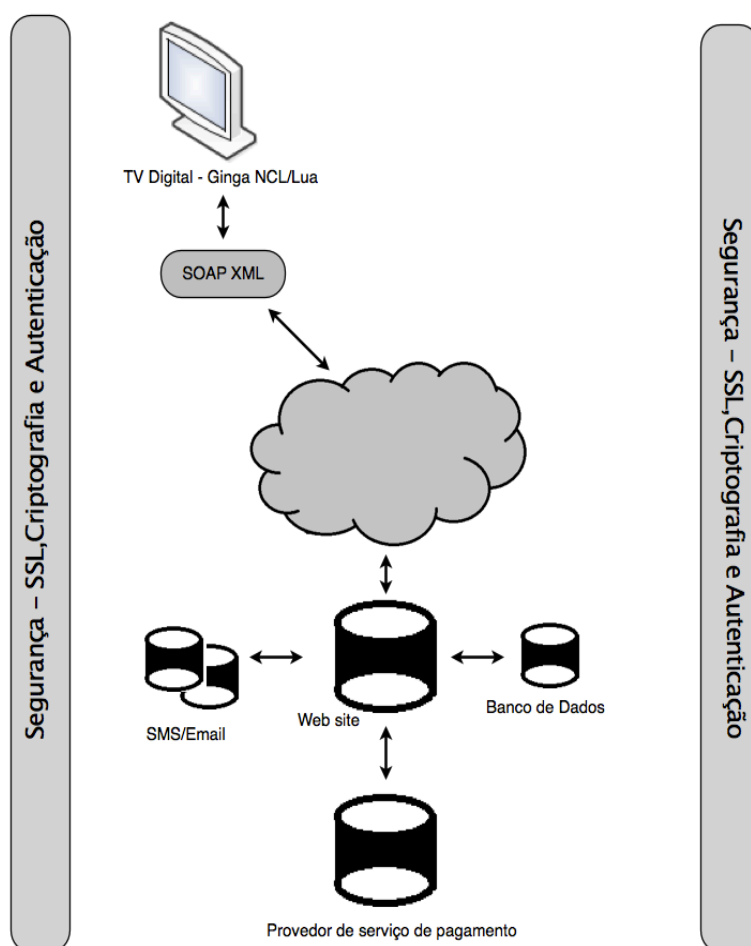 Segurança – SSL,Criptografia e Autenticação
TV Digital - Ginga NCL/Lua
SOAP XML
SMS/Email
Web site
Banco de Dados
Provedor de serviço de pagamento
Segurança – SSL,Criptografia e Autenticação